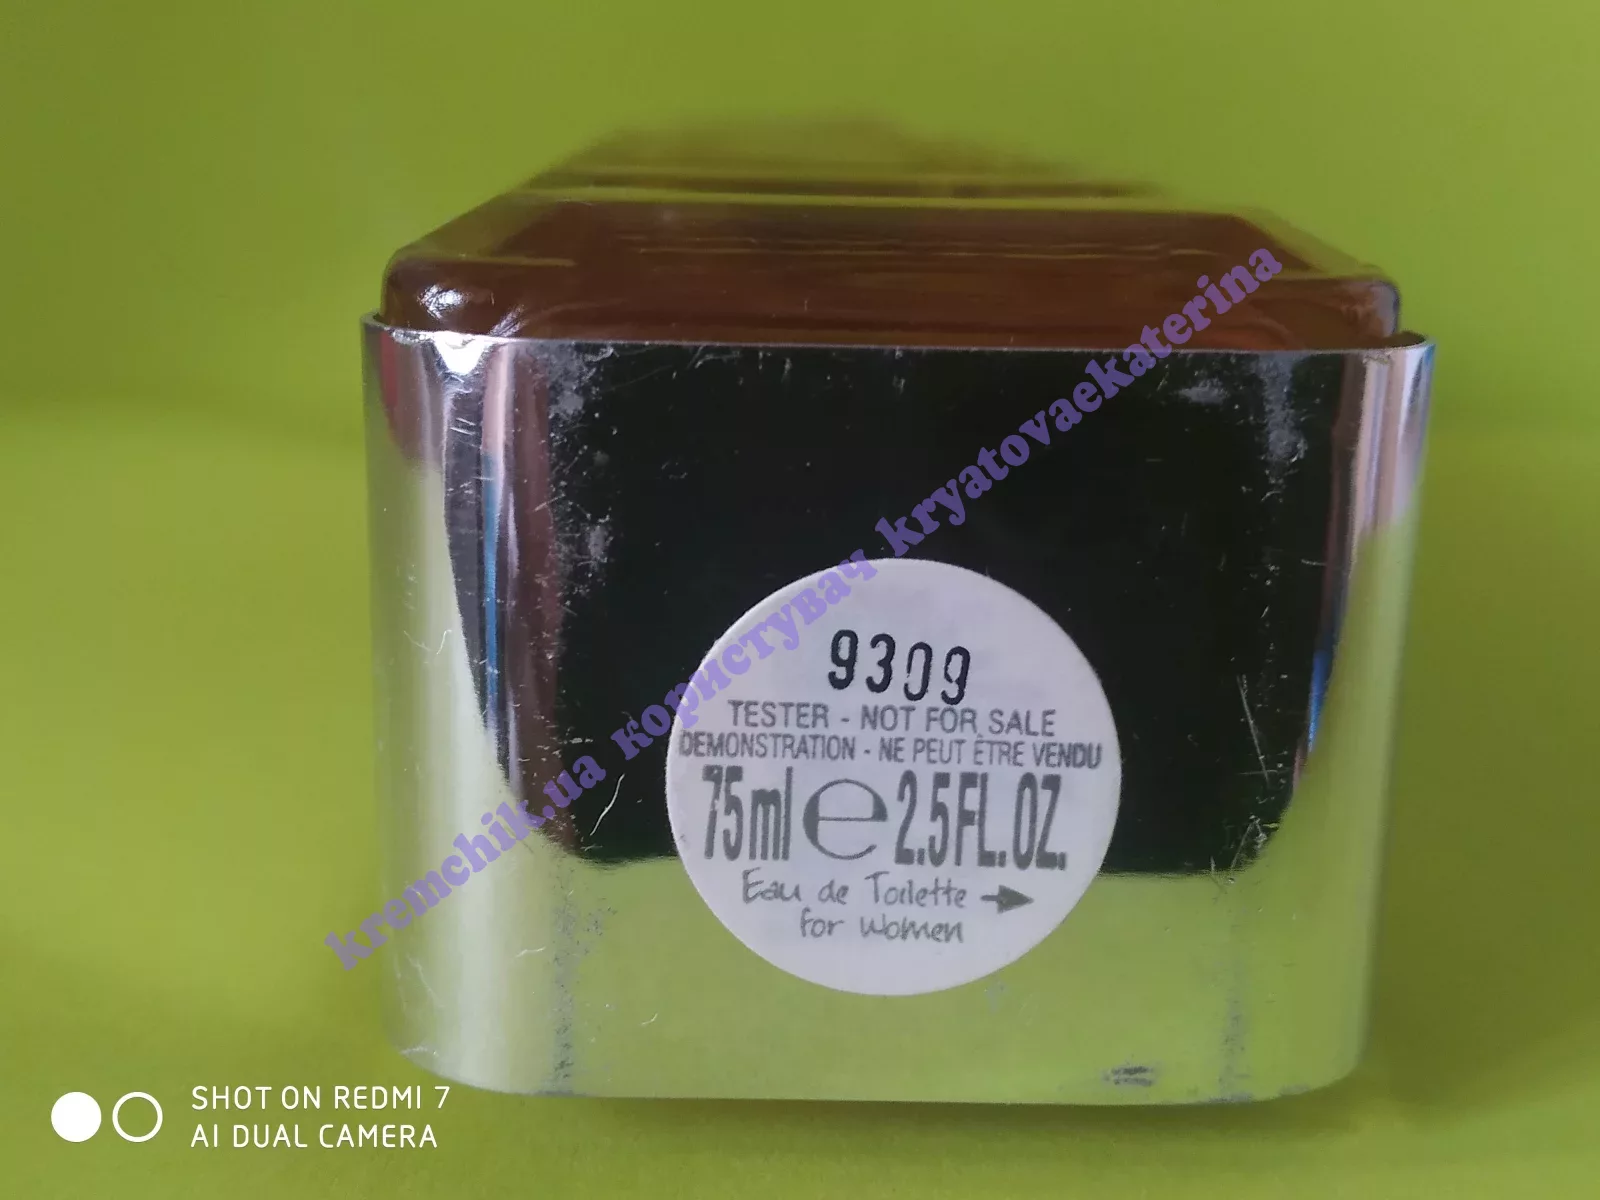 9309
TESTER - NOT FOR SALE
DEMONSTRATION - NE PEUT ÊTRE VENDU
75ml e 2.5FL.OZ.
Eau de Toilette →
for Women
kremchik.ua користувач kryatovaekaterina
SHOT ON REDMI 7
AI DUAL CAMERA